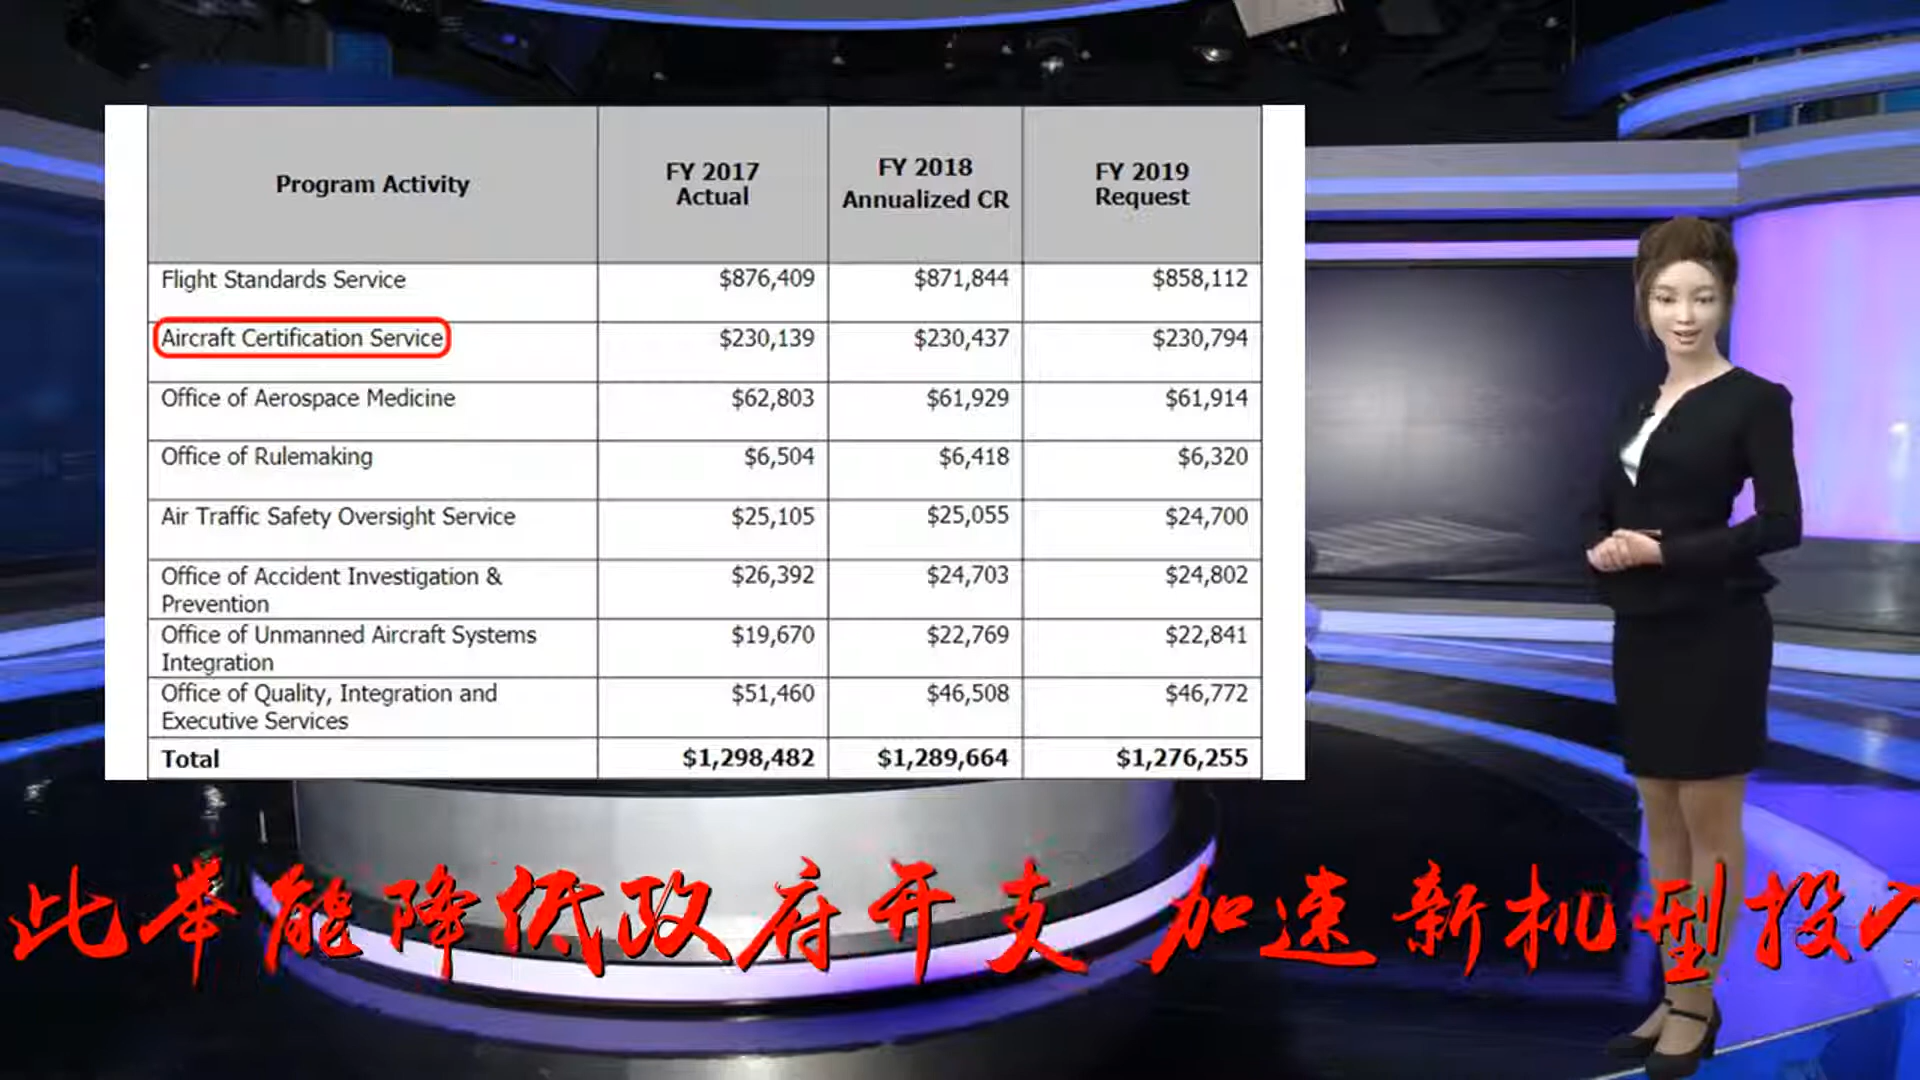 Program Activity
FY 2017
Actual
FY 2018
Annualized CR
FY 2019
Request
Flight Standards Service $876,409 $871,844 $858,112
Aircraft Certification Service $230,139 $230,437 $230,794
Office of Aerospace Medicine $62,803 $61,929 $61,914
Office of Rulemaking $6,504 $6,418 $6,320
Air Traffic Safety Oversight Service $25,105 $25,055 $24,700
Office of Accident Investigation & $26,392 $24,703 $24,802
Prevention
Office of Unmanned Aircraft Systems $19,670 $22,769 $22,841
Integration
Office of Quality, Integration and $51,460 $46,508 $46,772
Executive Services
Total $1,298,482 $1,289,664 $1,276,255
此举能降低政府开支 加速新机型投